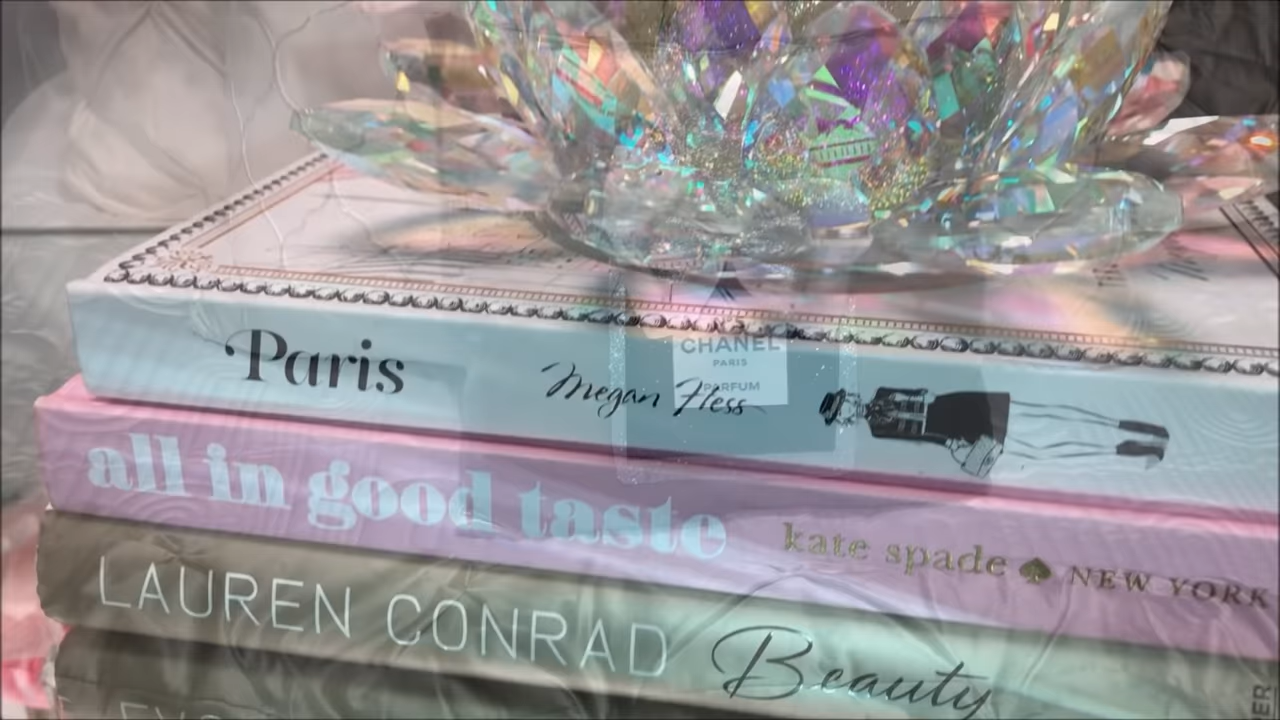 Paris
Megan Hess
CHANEL
PARIS
PARFUM
all in good taste
kate spade NEW YORK
LAUREN CONRAD Beauty